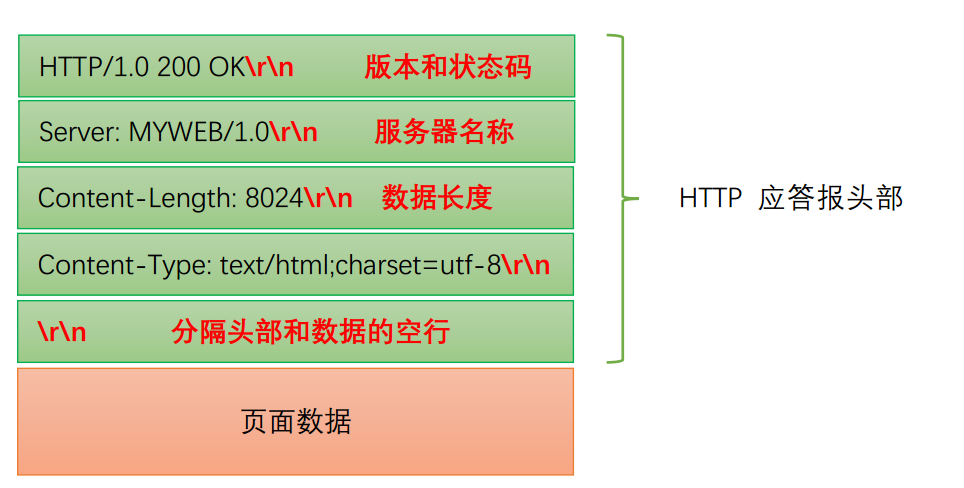 HTTP/1.0 200 OK\r\n 版本和状态码
Server: MYWEB/1.0\r\n 服务器名称
Content-Length: 8024\r\n 数据长度
HTTP 应答报头部
Content-Type: text/html;charset=utf-8\r\n
\r\n 分隔头部和数据的空行
页面数据